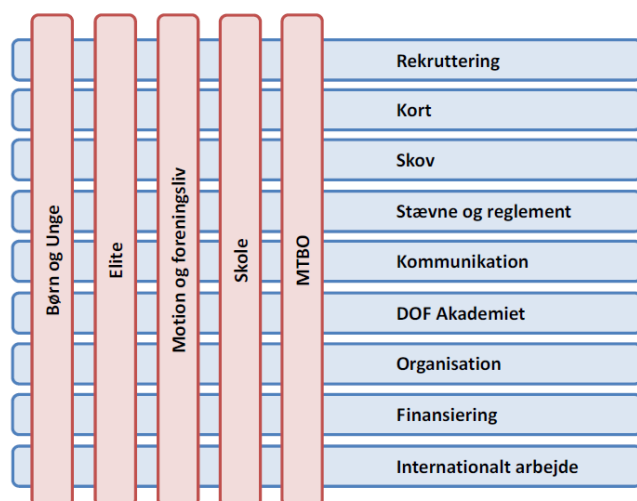 Rekruttering
Kort
Skov
Stævne og reglement
Kommunikation
DOF Akademiet
Organisation
Finansiering
Internationalt arbejde
Børn og Unge
Elite
Motion og foreningsliv
Skole
MTBO